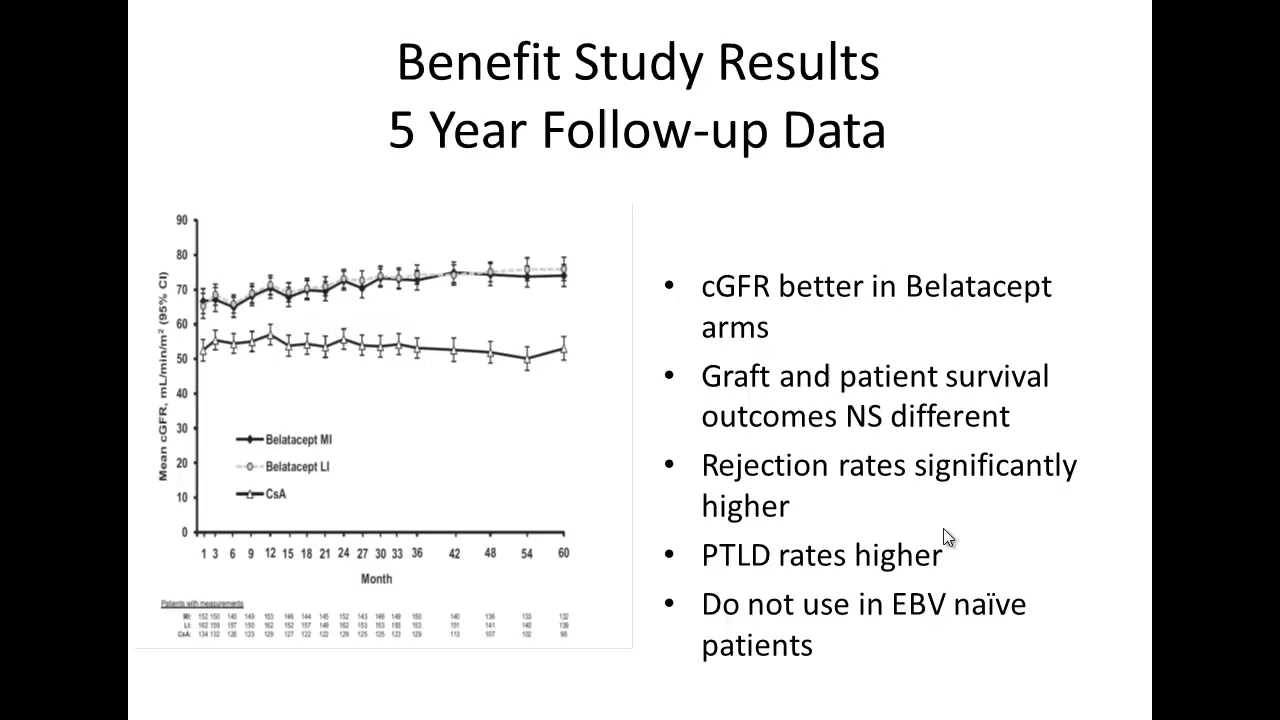 Benefit Study Results
5 Year Follow-up Data
90
80
70
60
50
40
30
20
10
0
Mean cGFR, mL/min/m² (95% CI)
Belatacept MI
Belatacept LI
CsA
1 3 6 9 12 15 18 21 24 27 30 33 36 42 48 54 60
Month
Patients with measurements
MI:
LI:
CsA:
• cGFR better in Belatacept
arms
• Graft and patient survival
outcomes NS different
• Rejection rates significantly
higher
• PTLD rates higher
• Do not use in EBV naïve
patients